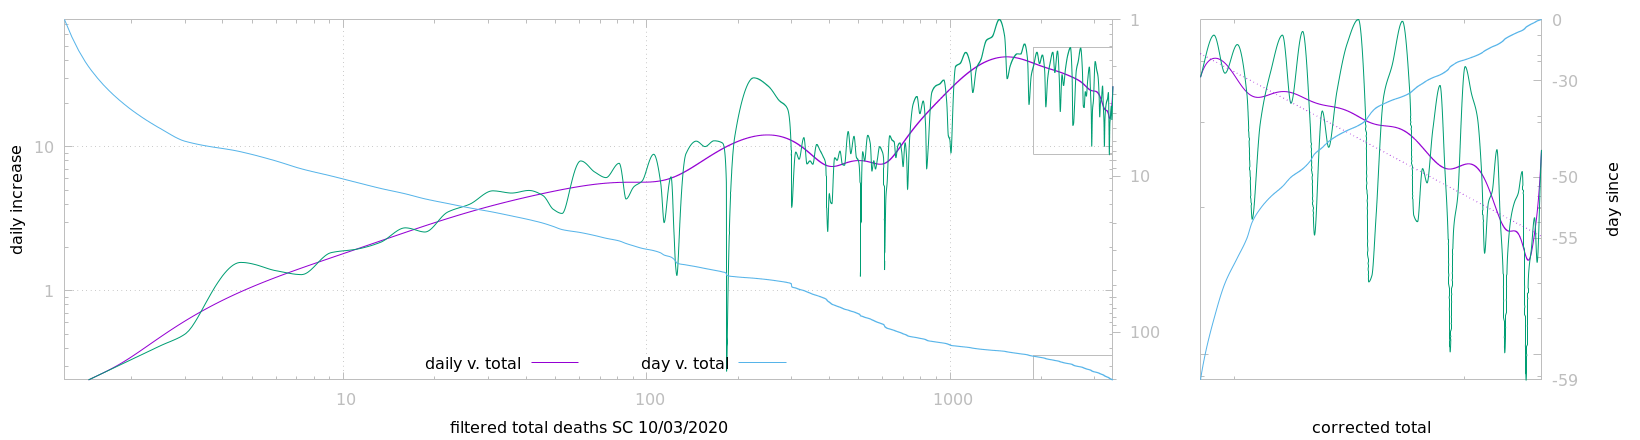 1
0
daily increase
10
1
10
100
daily v. total
day v. total
10
100
1000
filtered total deaths SC 10/03/2020
-30
-50
-55
-59
day since
corrected total